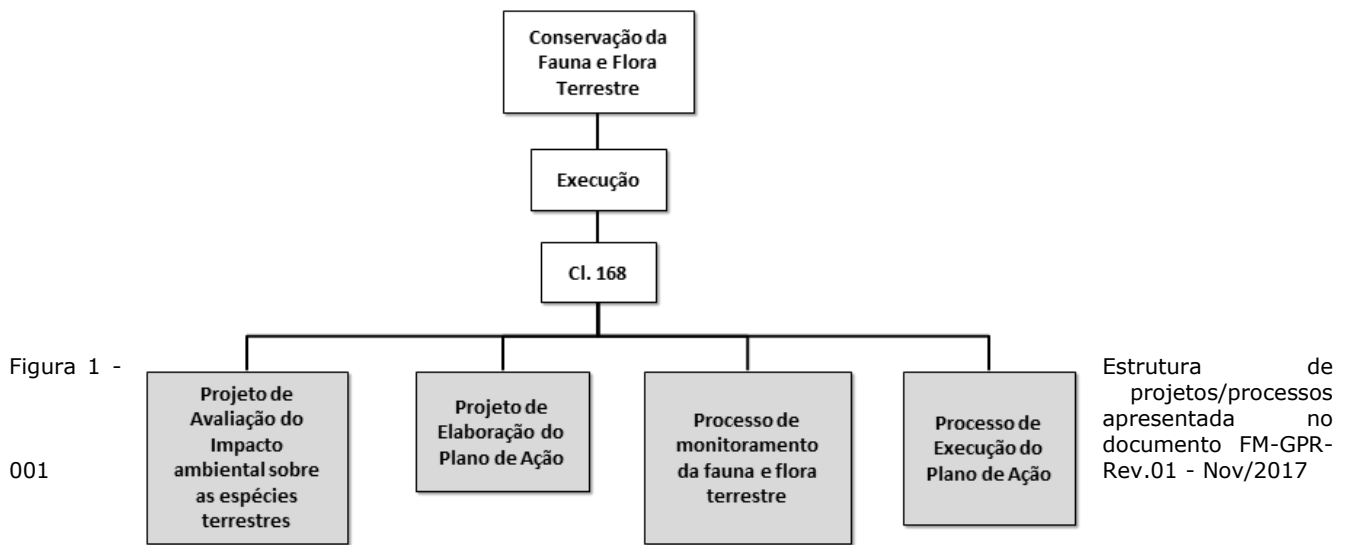 Conservação da
Fauna e Flora
Terrestre
Execução
Cl. 168
Projeto de
Avaliação do
Impacto
ambiental sobre
as espécies
terrestres
Projeto de
Elaboração do
Plano de Ação
Processo de
monitoramento
da fauna e flora
terrestre
Processo de
Execução do
Plano de Ação
Figura 1 -
Estrutura de
projetos/processos
apresentada no
documento FM-GPR-
001
Rev.01 - Nov/2017